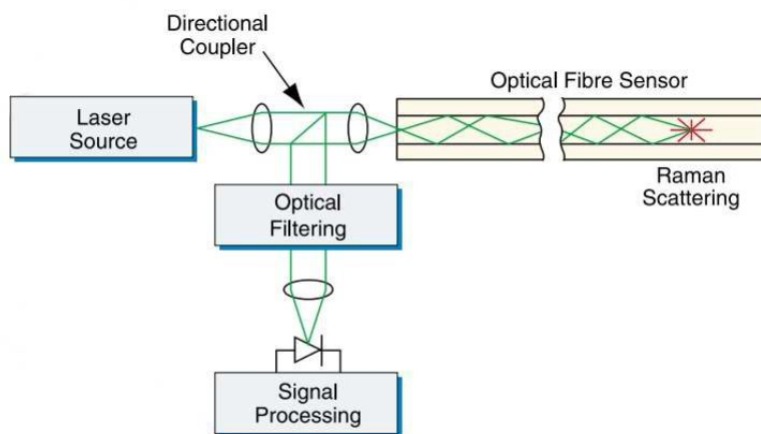 Directional
Coupler
Optical Fibre Sensor
Laser
Source
Raman
Scattering
Optical
Filtering
Signal
Processing